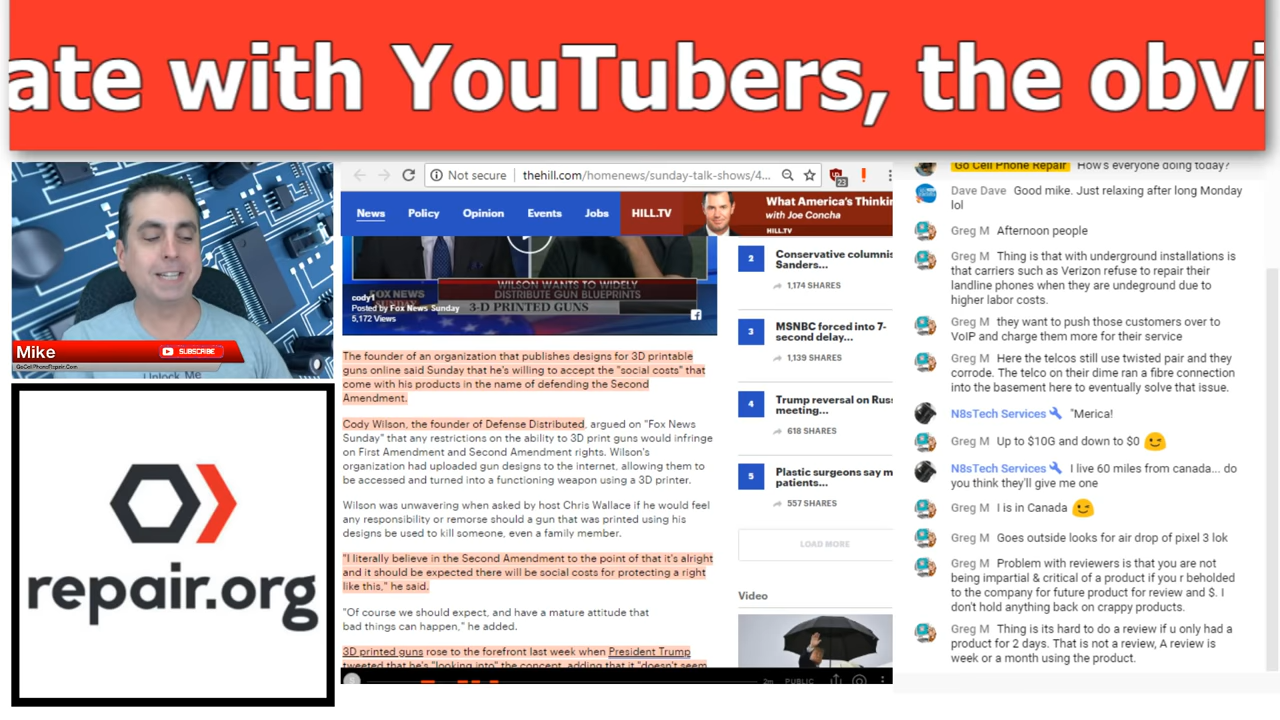 ate with YouTubers, the obvi
Mike
SUBSCRIBE
GoCellPhoneRepair.Com
Unlock Me
repair.org
Not secure
thehill.com/homenews/sunday-talk-shows/4...
23
News
Policy
Opinion
Events
Jobs
HILL.TV
What America's Thinkin
with Joe Concha
HILL.TV
WILSON WANTS TO WIDELY
DISTRIBUTE GUN BLUEPRINTS
FOX NEWS
3-D PRINTED GUNS
cody1
Posted by Fox News Sunday
5,172 Views
The founder of an organization that publishes designs for 3D printable
guns online said Sunday that he's willing to accept the "social costs" that
come with his products in the name of defending the Second
Amendment.
Cody Wilson, the founder of Defense Distributed, argued on "Fox News
Sunday" that any restrictions on the ability to 3D print guns would infringe
on First Amendment and Second Amendment rights. Wilson's
organization had uploaded gun designs to the internet, allowing them to
be accessed and turned into a functioning weapon using a 3D printer.
Wilson was unwavering when asked by host Chris Wallace if he would feel
any responsibility or remorse should a gun that was printed using his
designs be used to kill someone, even a family member.
"I literally believe in the Second Amendment to the point of that it's alright
and it should be expected there will be social costs for protecting a right
like this," he said.
"Of course we should expect, and have a mature attitude that
bad things can happen," he added.
3D printed guns rose to the forefront last week when President Trump
tweeted that he's "looking into" the concept, adding that it "doesn't seem
2m
PUBLIC
2
Conservative columnis
Sanders...
1,174 SHARES
3
MSNBC forced into 7-
second delay...
1,139 SHARES
4
Trump reversal on Russ
meeting...
618 SHARES
5
Plastic surgeons say m
patients...
557 SHARES
LOAD MORE
Video
Go Cell Phone Repair How's everyone doing today?
Dave Dave Good mike. Just relaxing after long Monday
lol
Greg M Afternoon people
Greg M Thing is that with underground installations is
that carriers such as Verizon refuse to repair their
landline phones when they are undeground due to
higher labor costs.
Greg M they want to push those customers over to
VoIP and charge them more for their service
Greg M Here the telcos still use twisted pair and they
corrode. The telco on their dime ran a fibre connection
into the basement here to eventually solve that issue.
N8sTech Services "Merica!
Greg M Up to $10G and down to $0
N8sTech Services I live 60 miles from canada... do
you think they'll give me one
Greg M I is in Canada
Greg M Goes outside looks for air drop of pixel 3 lok
Greg M Problem with reviewers is that you are not
being impartial & critical of a product if you r beholded
to the company for future product for review and $. I
don't hold anything back on crappy products.
Greg M Thing is its hard to do a review if u only had a
product for 2 days. That is not a review, A review is
week or a month using the product.